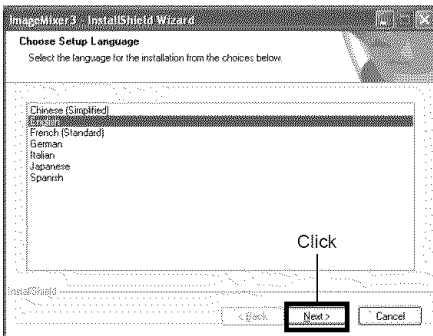 ImageMixer3 - InstallShield Wizard
Choose Setup Language
Select the language for the installation from the choices below.
Chinese (Simplified)
English
French (Standard)
German
Italian
Japanese
Spanish
Click
InstallShield
< Back
Next >
Cancel